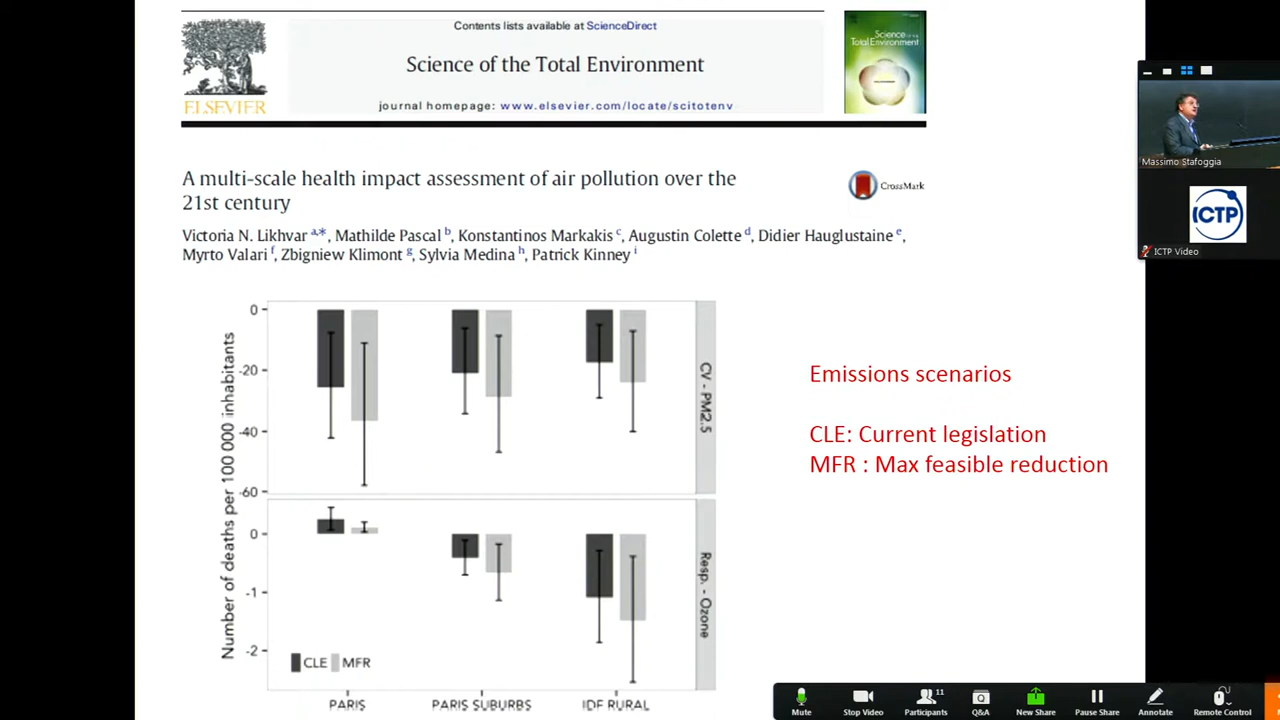 Contents lists available at ScienceDirect
Science of the Total Environment
journal homepage: www.elsevier.com/locate/scitotenv
ELSEVIER
Science of the
Total Environment
A multi-scale health impact assessment of air pollution over the
21st century
CrossMark
Victoria N. Likhvar a,*, Mathilde Pascal b, Konstantinos Markakis c, Augustin Colette d, Didier Hauglustaine e,
Myrto Valari f, Zbigniew Klimont g, Sylvia Medina h, Patrick Kinney i
Number of deaths per 100 000 inhabitants
0
-20
-40
-60
CV - PM2.5
0
-1
-2
Resp. - Ozone
CLE MFR
PARIS PARIS SUBURBS IDF RURAL
Emissions scenarios
CLE: Current legislation
MFR : Max feasible reduction
Massimo Stafoggia
ICTP
ICTP Video
Mute Stop Video Participants 11 Q&A New Share Pause Share Annotate Remote Control